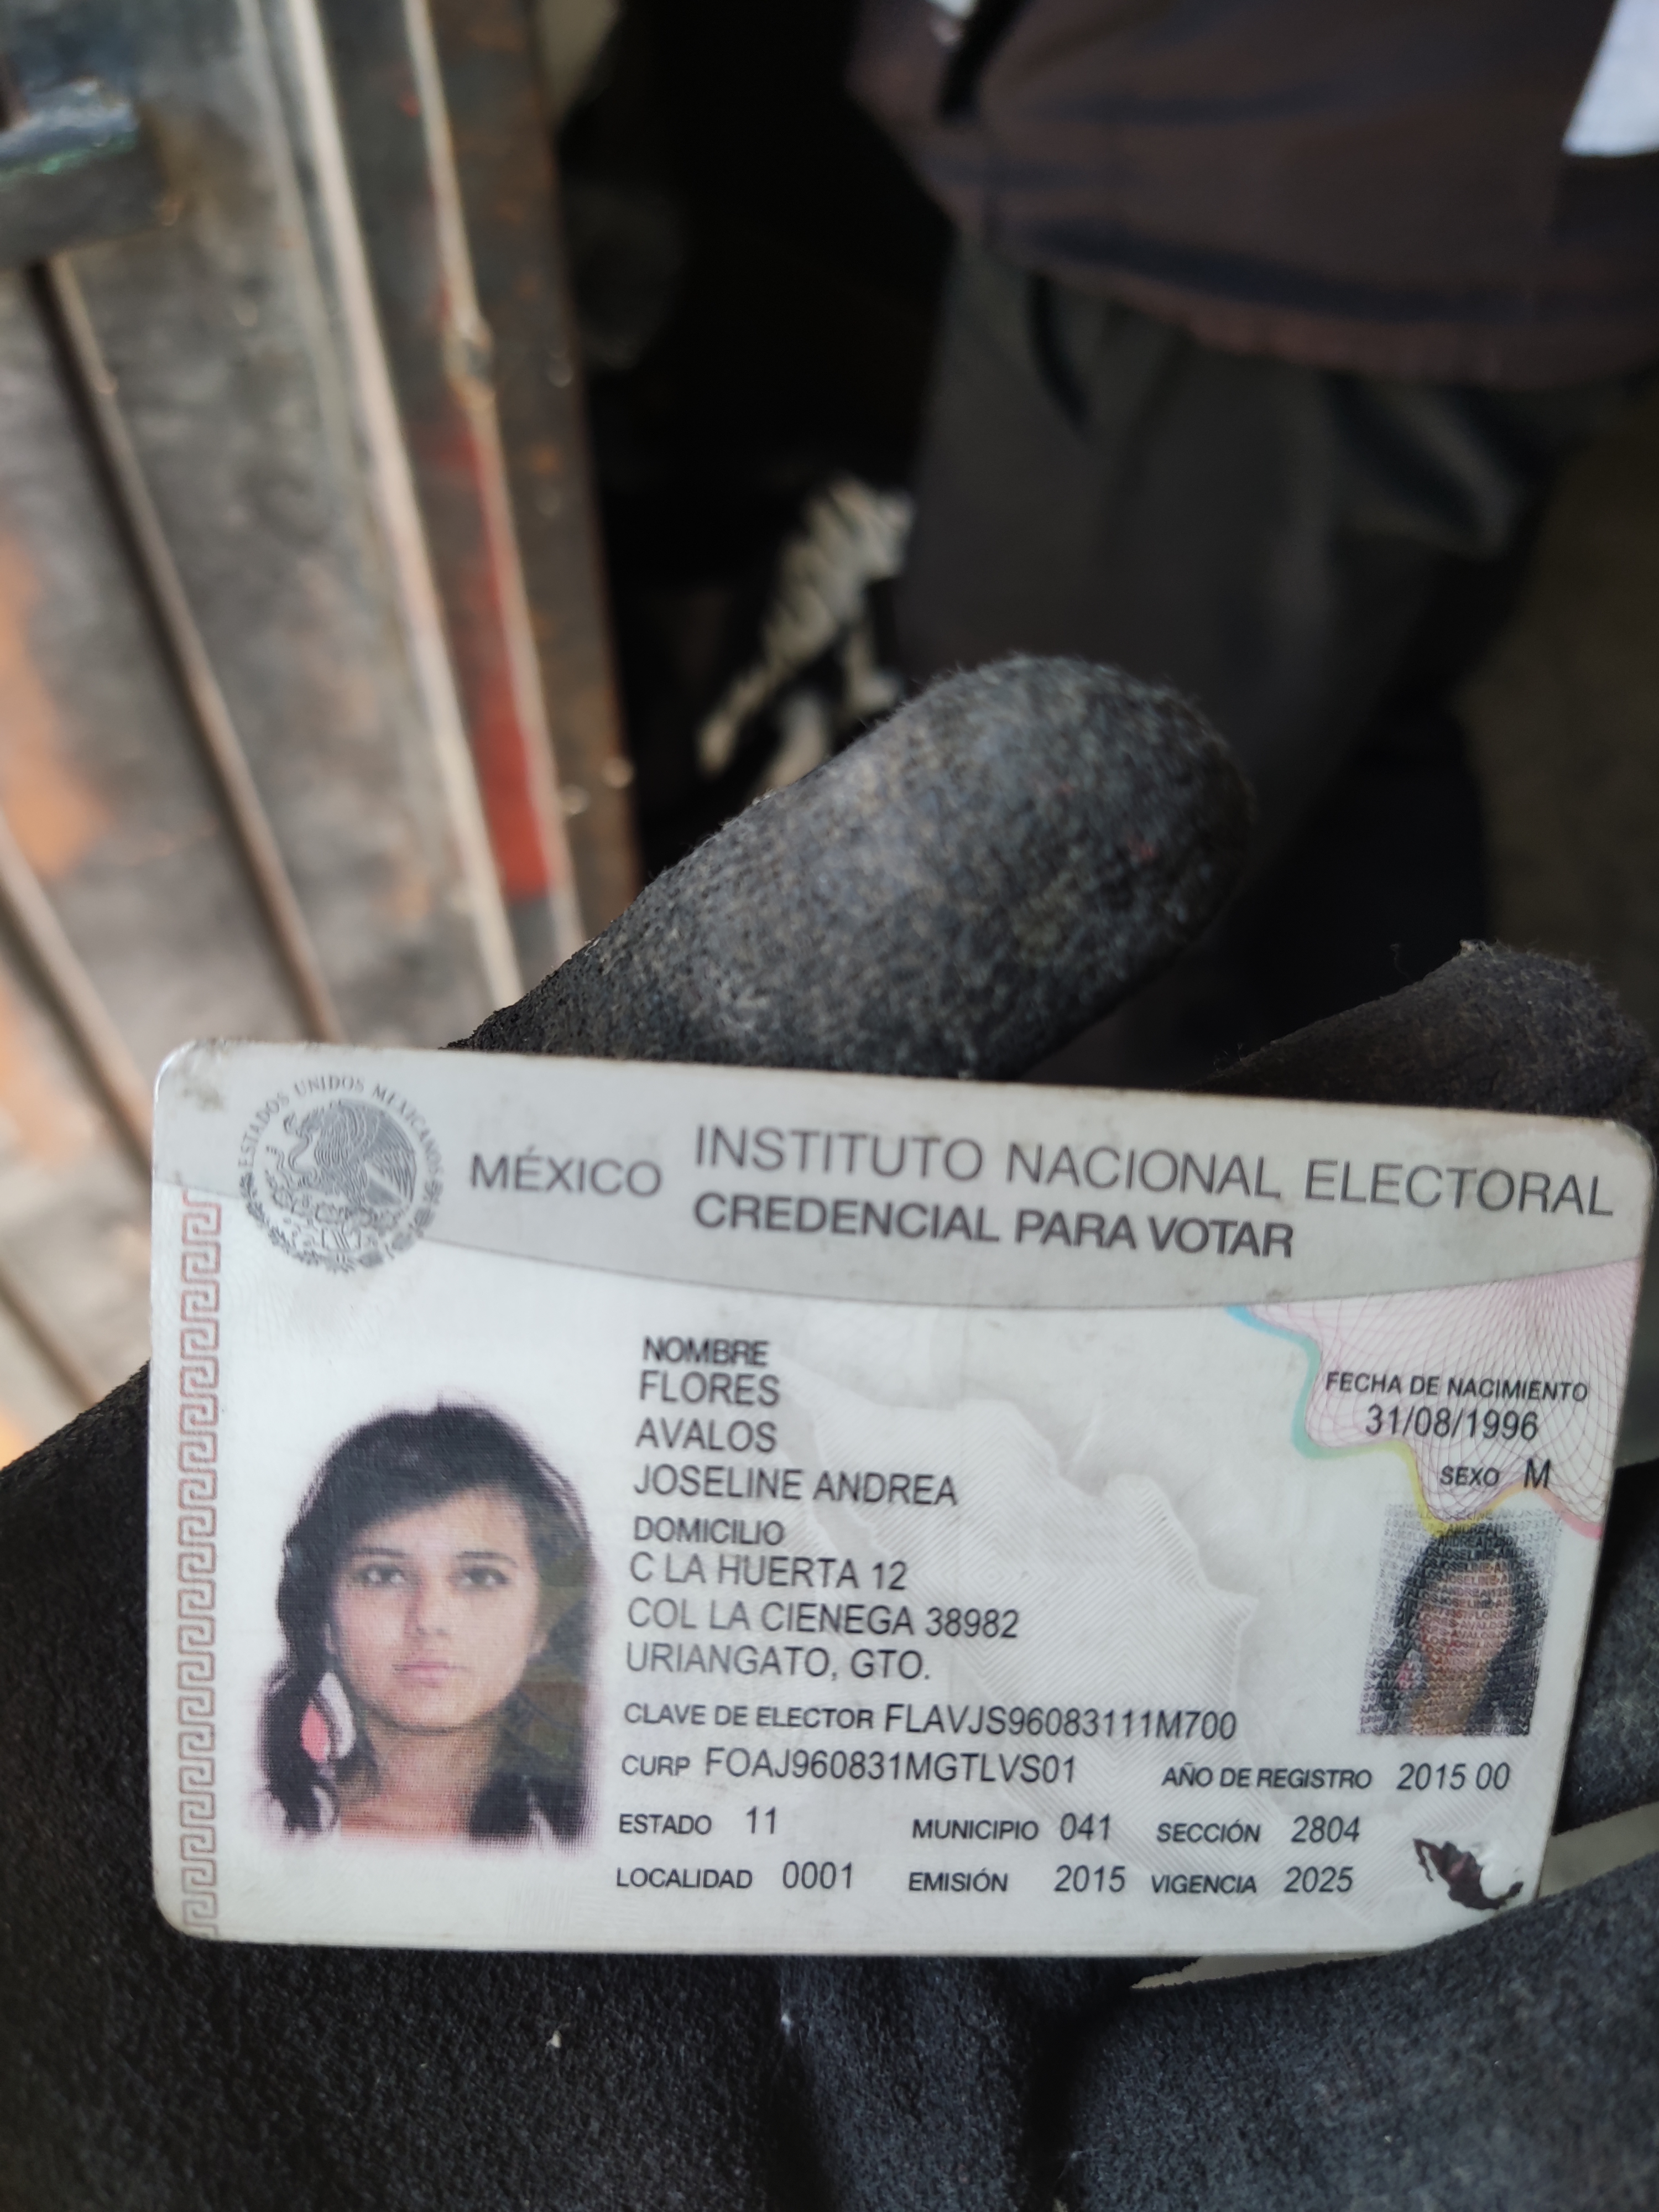 ESTADOS UNIDOS MEXICANOS
MÉXICO
INSTITUTO NACIONAL ELECTORAL
CREDENCIAL PARA VOTAR
NOMBRE
FLORES
AVALOS
JOSELINE ANDREA
FECHA DE NACIMIENTO
31/08/1996
SEXO M
DOMICILIO
C LA HUERTA 12
COL LA CIENEGA 38982
URIANGATO, GTO.
CLAVE DE ELECTOR FLAVJS96083111M700
CURP FOAJ960831MGTLVS01
AÑO DE REGISTRO 2015 00
ESTADO 11 MUNICIPIO 041 SECCIÓN 2804
LOCALIDAD 0001 EMISIÓN 2015 VIGENCIA 2025